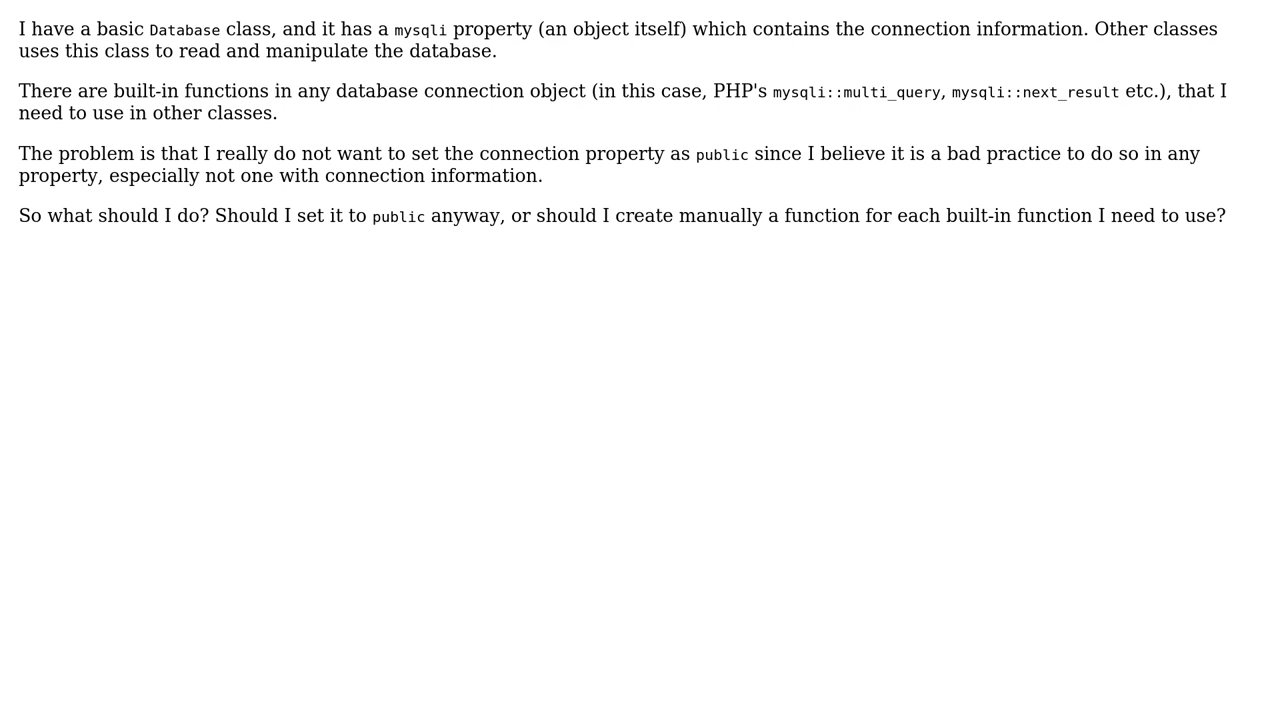 I have a basic Database class, and it has a mysqli property (an object itself) which contains the connection information. Other classes
uses this class to read and manipulate the database.
There are built-in functions in any database connection object (in this case, PHP's mysqli::multi_query, mysqli::next_result etc.), that I
need to use in other classes.
The problem is that I really do not want to set the connection property as public since I believe it is a bad practice to do so in any
property, especially not one with connection information.
So what should I do? Should I set it to public anyway, or should I create manually a function for each built-in function I need to use?